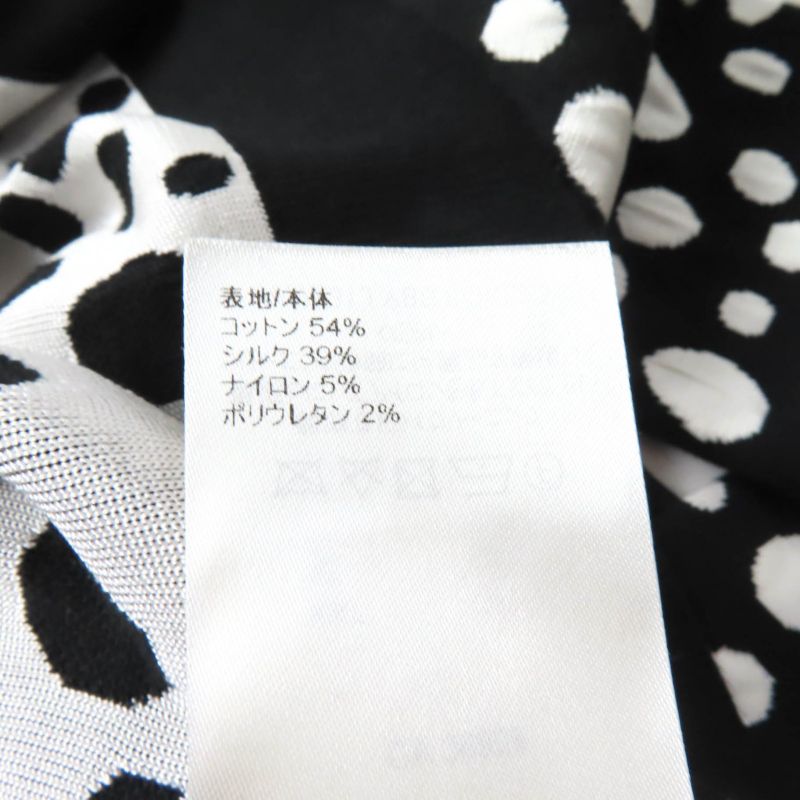 表地/本体
コットン 54%
シルク 39%
ナイロン 5%
ポリウレタン 2%